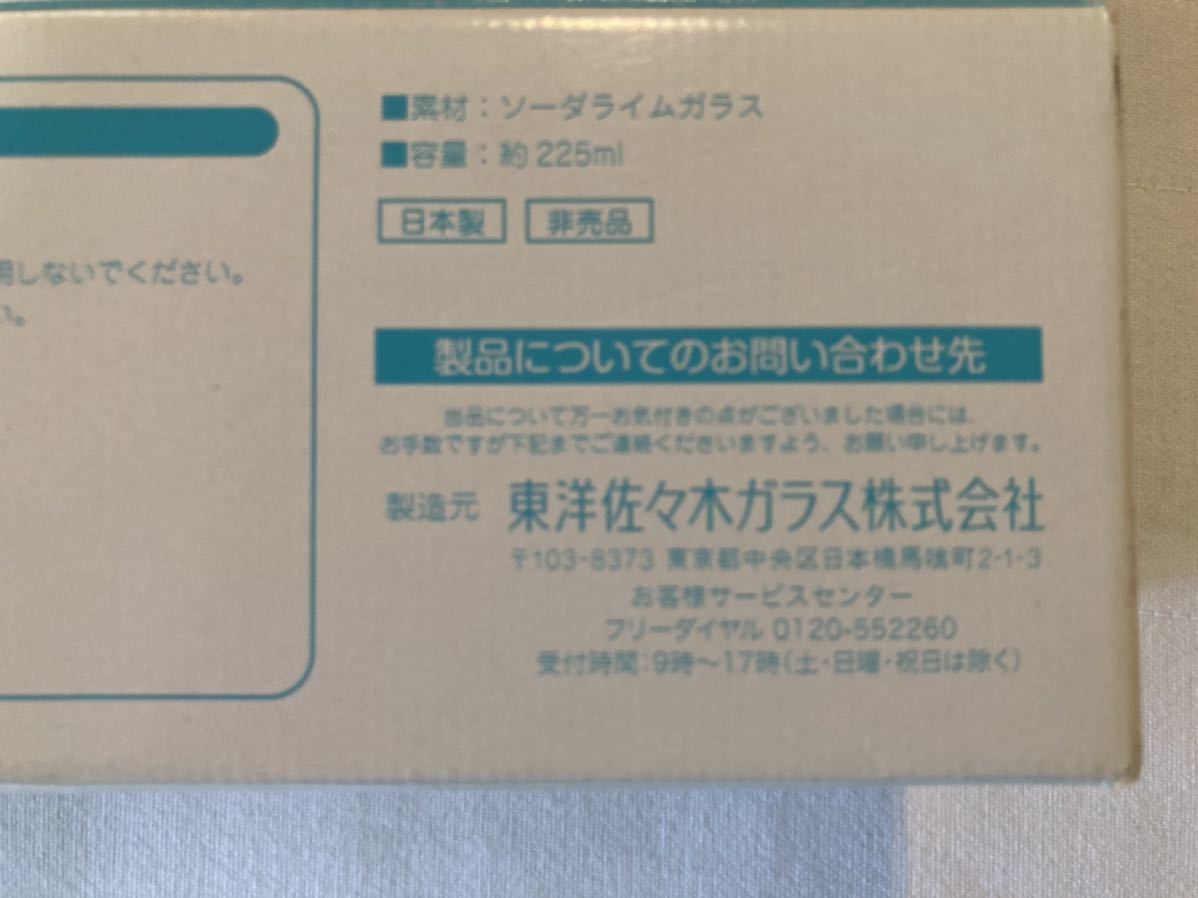 ■素材：ソーダライムガラス
■容量：約225ml
日本製 非売品
用しないでください。
い。
製品についてのお問い合わせ先
当品について万一お気付きの点がございました場合には、
お手数ですが下記までご連絡くださいますよう、お願い申し上げます。
製造元 東洋佐々木ガラス株式会社
〒103-8373 東京都中央区日本橋馬喰町2-1-3
お客様サービスセンター
フリーダイヤル 0120-552260
受付時間：9時～17時（土・日曜・祝日は除く）